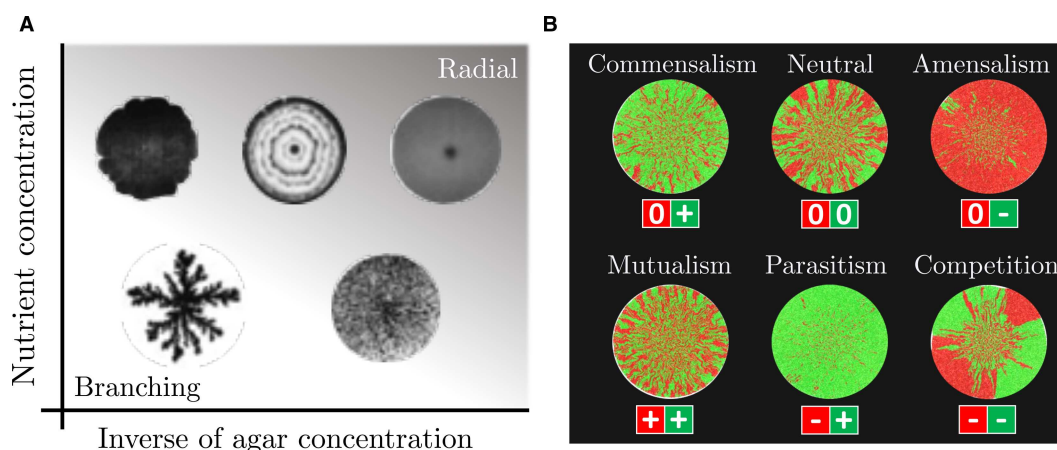 A
B
Nutrient concentration
Radial
Branching
Inverse of agar concentration
Commensalism
Neutral
Amensalism
0 +
0 0
0 -
Mutualism
Parasitism
Competition
+ +
- +
- -